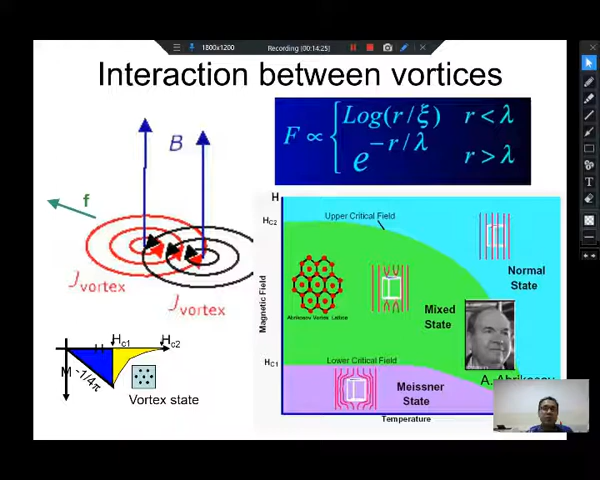 1800x1200
Recording [00:14:25]
Interaction between vortices
B
f
J vortex
J vortex
F ∝ { Log(r/ξ) r < λ
e^-r/λ r > λ
H
HC2
Upper Critical Field
Normal
State
Magnetic Field
Abrikosov Vortex Lattice
Mixed
State
HC1
Lower Critical Field
Meissner
State
A. Abrikosov
Temperature
H
Hc1
Hc2
M
-1/4π
Vortex state
T